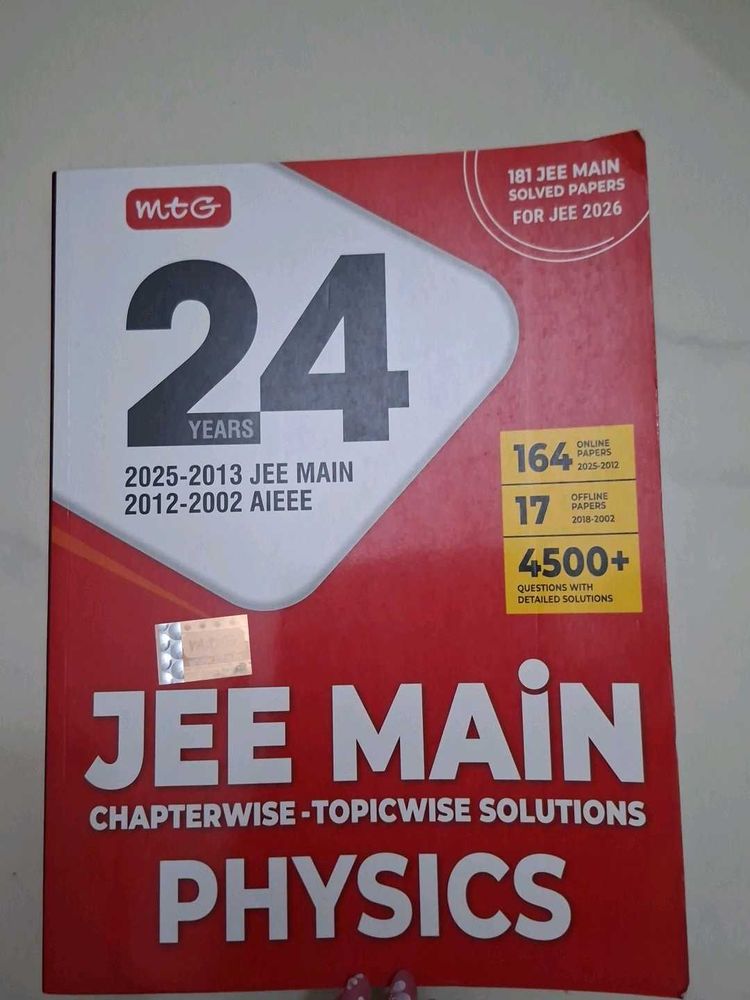 mtG
181 JEE MAIN
SOLVED PAPERS
FOR JEE 2026
24
YEARS
2025-2013 JEE MAIN
2012-2002 AIEEE
164 ONLINE
PAPERS
2025-2012
17 OFFLINE
PAPERS
2018-2002
4500+
QUESTIONS WITH
DETAILED SOLUTIONS
mtG
JEE MAiN
CHAPTERWISE-TOPICWISE SOLUTIONS
PHYSICS